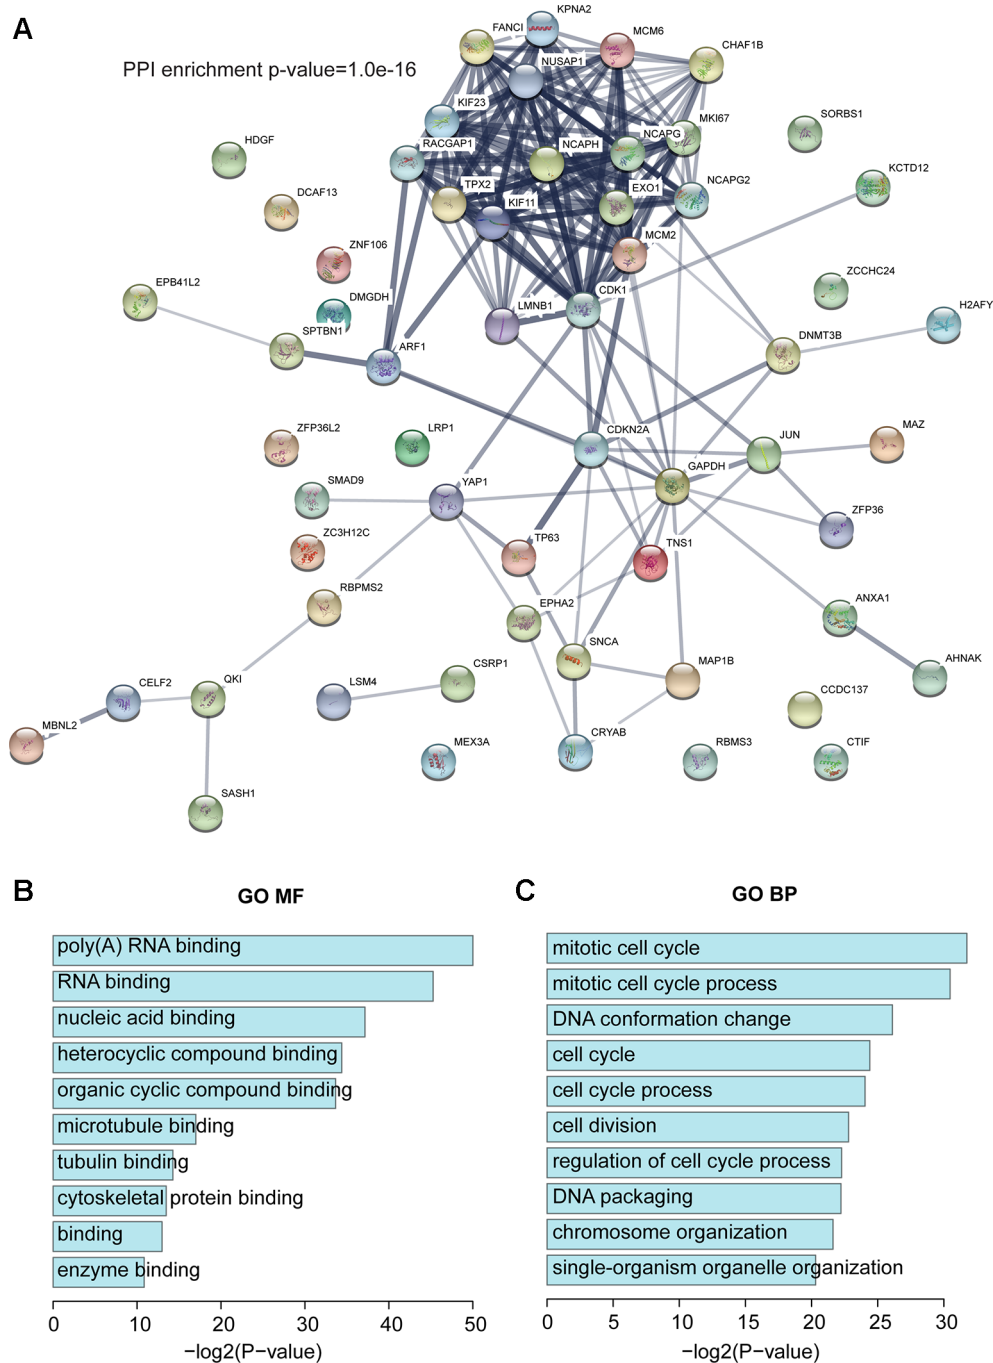 A
PPI enrichment p-value=1.0e-16
KPNA2
FANCI
MCM6
CHAF1B
NUSAP1
KIF23
MKI67
SORBS1
HDGF
RACGAP1
NCAPH
NCAPG
KCTD12
DCAF13
TPX2
EXO1
NCAPG2
KIF11
ZNF106
MCM2
ZCCHC24
EPB41L2
DMGDH
LMNB1
CDK1
H2AFY
SPTBN1
ARF1
DNMT3B
ZFP36L2
LRP1
CDKN2A
JUN
MAZ
GAPDH
SMAD9
YAP1
ZFP36
ZC3H12C
TP63
TNS1
RBPMS2
EPHA2
ANXA1
SNCA
AHNAK
CELF2
QKI
LSM4
CSRP1
MAP1B
CCDC137
MBNL2
MEX3A
CRYAB
RBMS3
CTIF
SASH1
B
GO MF
poly(A) RNA binding
RNA binding
nucleic acid binding
heterocyclic compound binding
organic cyclic compound binding
microtubule binding
tubulin binding
cytoskeletal protein binding
binding
enzyme binding
0 10 20 30 40 50
−log2(P−value)
C
GO BP
mitotic cell cycle
mitotic cell cycle process
DNA conformation change
cell cycle
cell cycle process
cell division
regulation of cell cycle process
DNA packaging
chromosome organization
single-organism organelle organization
0 5 10 15 20 25 30
−log2(P−value)